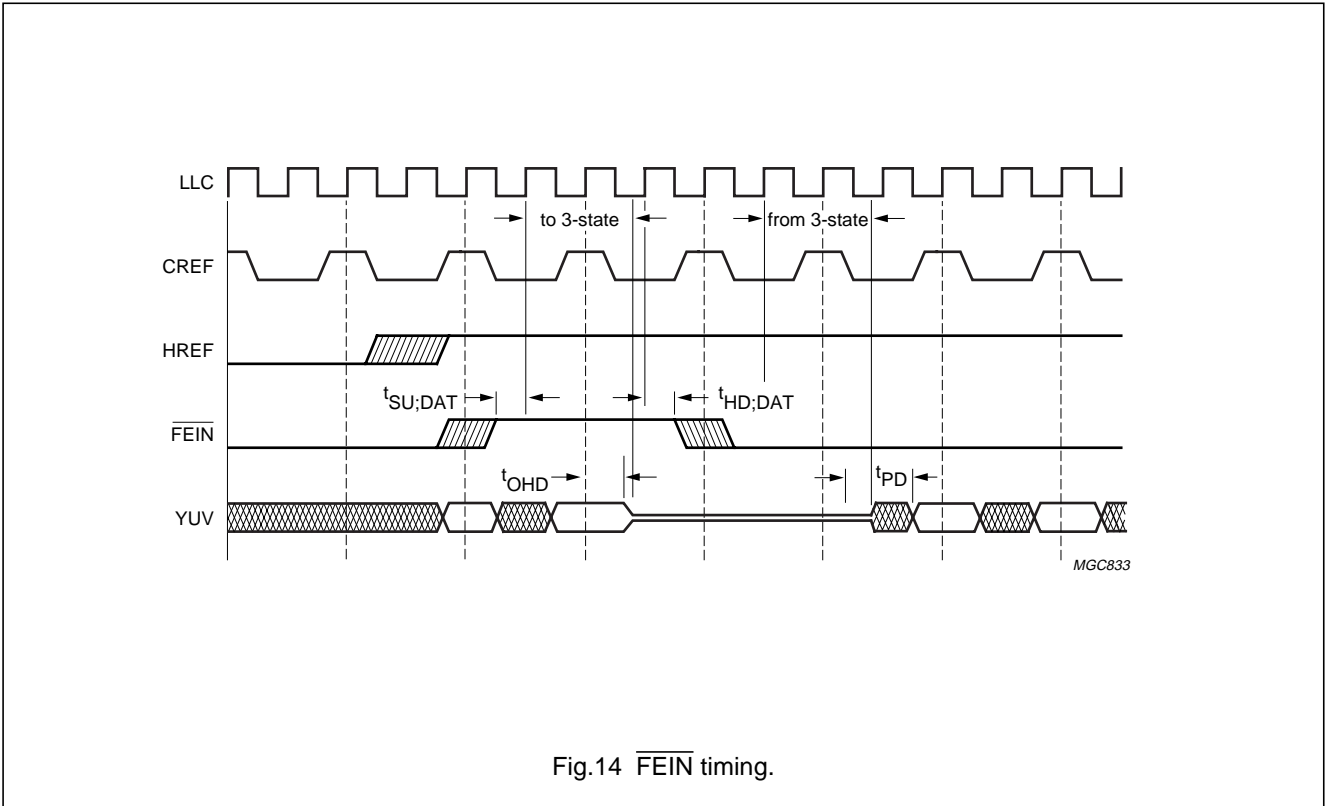 LLC
to 3-state
from 3-state
CREF
HREF
tSU;DAT
tHD;DAT
FEIN
tOHD
tPD
YUV
MGC833
Fig.14 FEIN timing.